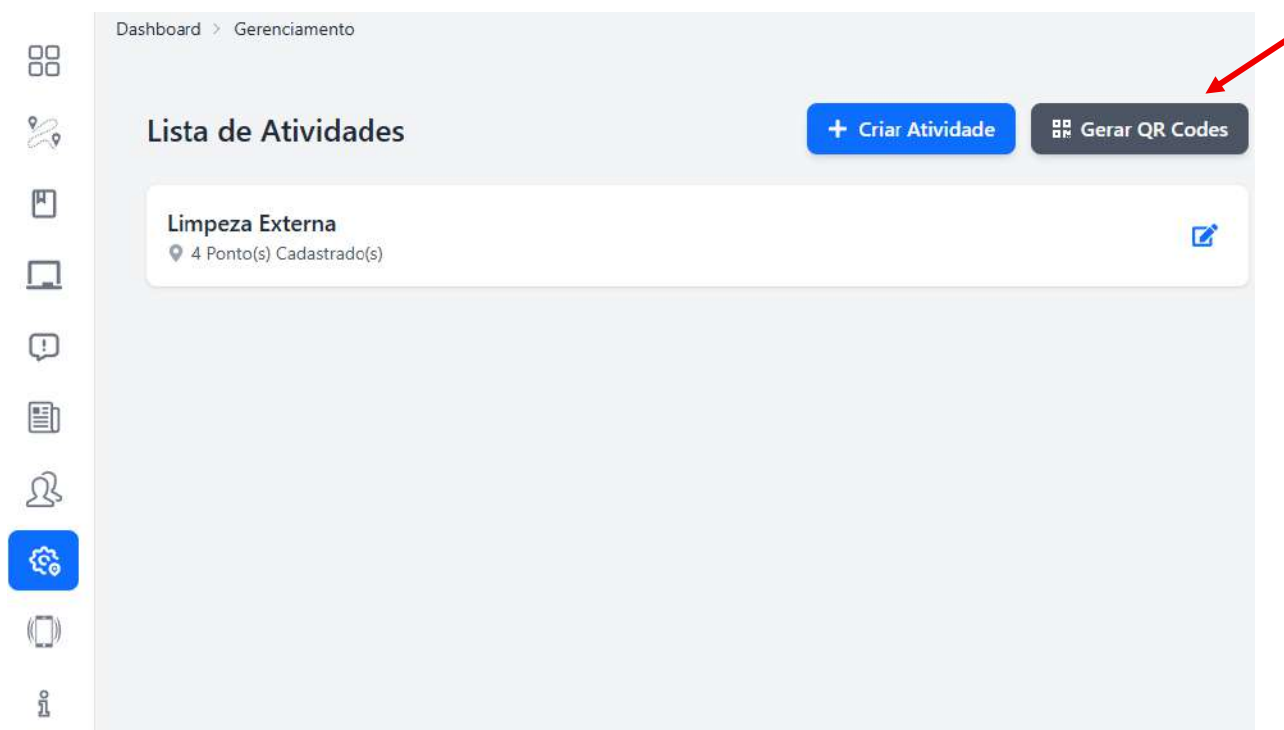 Dashboard > Gerenciamento
Lista de Atividades
+ Criar Atividade
Gerar QR Codes
Limpeza Externa
4 Ponto(s) Cadastrado(s)